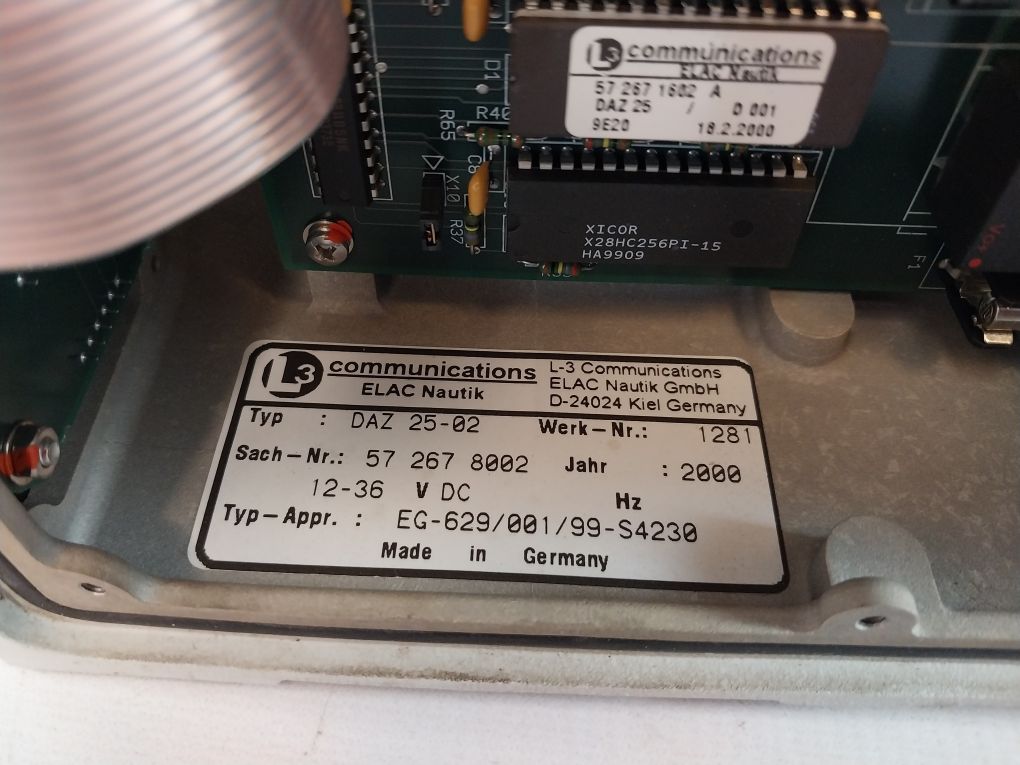 D1
R40
R65
C8
X10
R37
L3 communications
ELAC Nautik
57 267 1602 A
DAZ 25 / D 001
9E20 18.2.2000
XICOR
X28HC256PI-15
HA9909
F1
L3 communications
ELAC Nautik
L-3 Communications
ELAC Nautik GmbH
D-24024 Kiel Germany
Typ : DAZ 25-02 Werk-Nr.: 1281
Sach-Nr.: 57 267 8002 Jahr : 2000
12-36 V DC Hz
Typ-Appr. : EG-629/001/99-S4230
Made in Germany